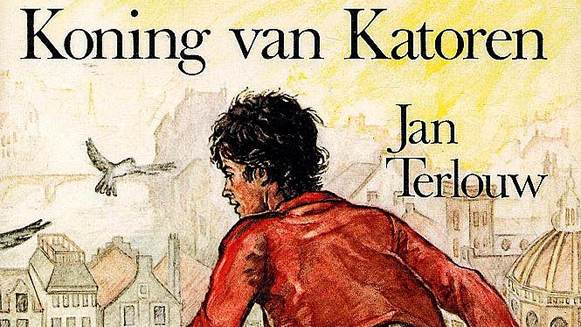 Koning van Katoren
Jan
Terlouw